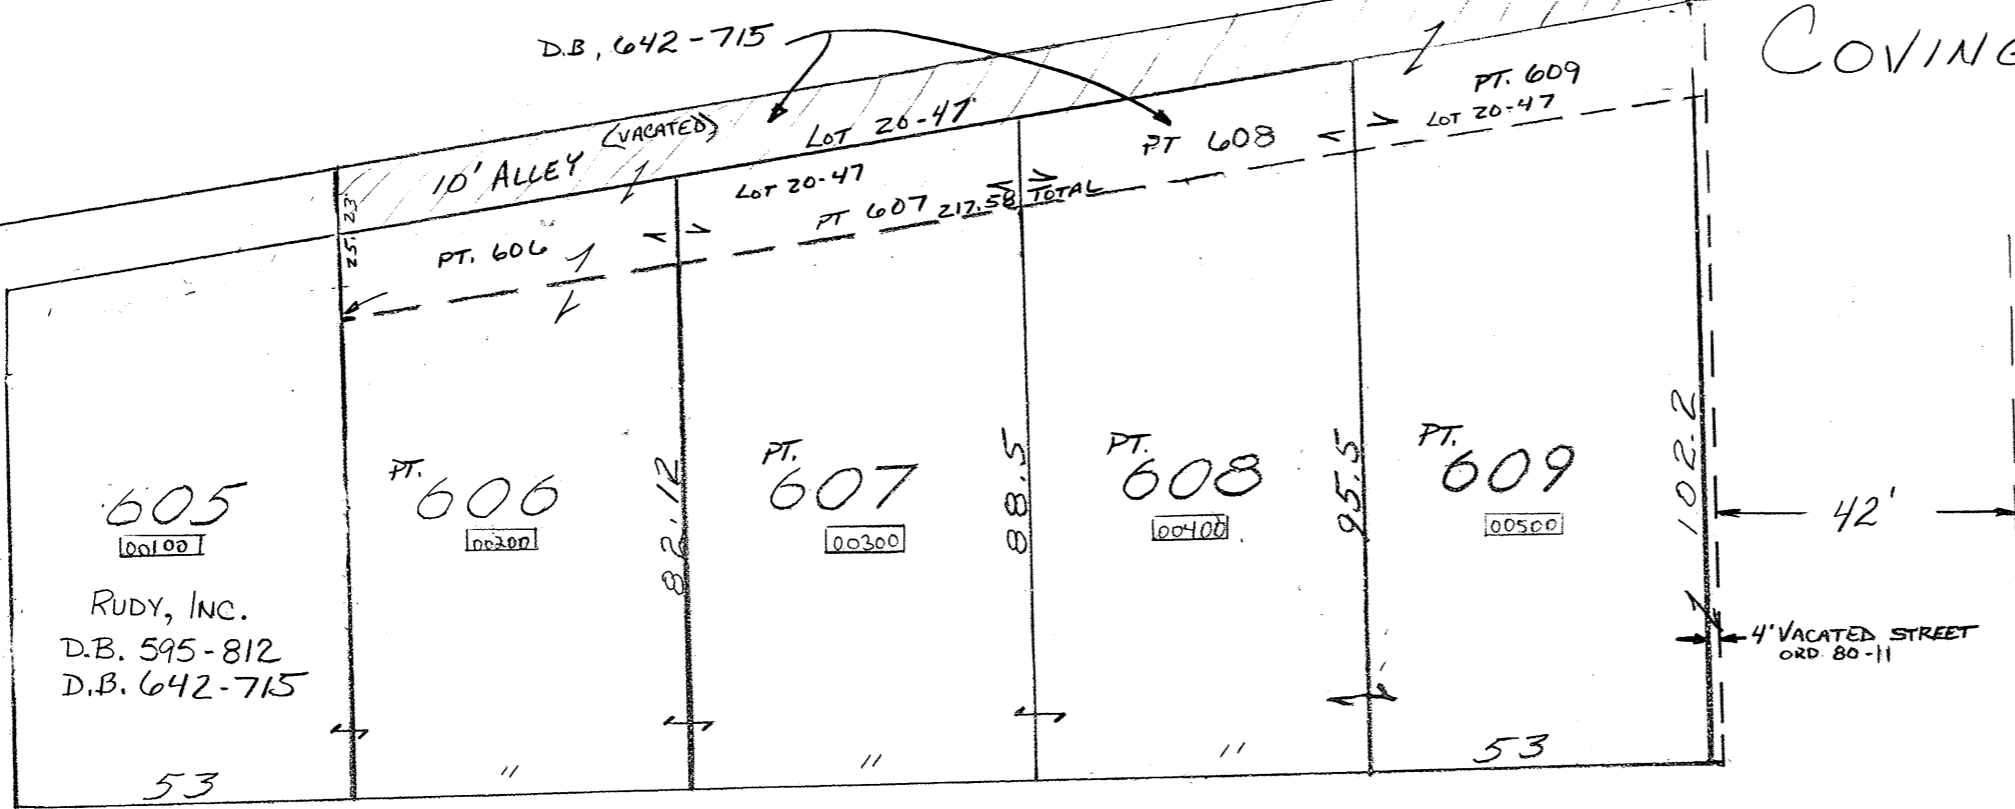 D.B, 642-715
COVING
(VACATED)
10' ALLEY
LOT 20-47
LOT 20-47
PT. 609
LOT 20-47
PT 608
PT 607 217.58 TOTAL
PT. 606
25.23
PT.
606
00200
PT.
607
00300
PT.
608
00400
PT.
609
00500
605
00100
RUDY, INC.
D.B. 595-812
D.B. 642-715
82.12
88.5
95.5
102.2
42'
4' VACATED STREET
ORD. 80-11
53
"
"
"
53